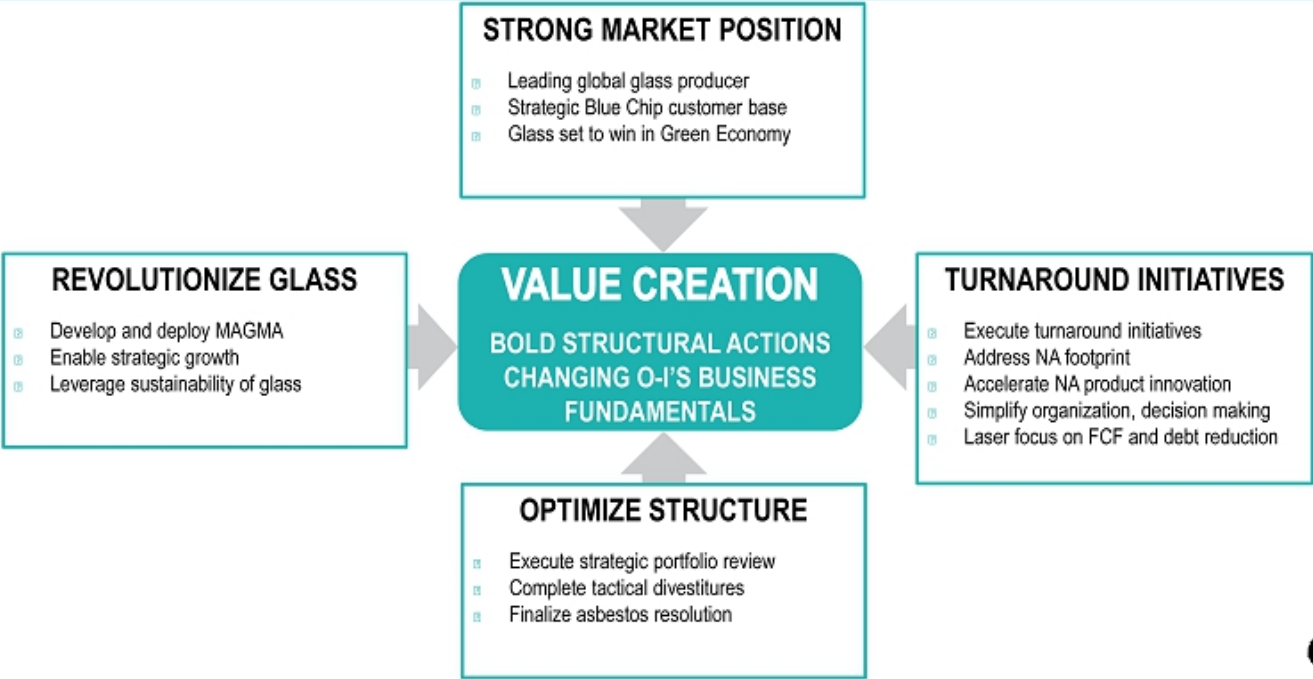 STRONG MARKET POSITION
Leading global glass producer
Strategic Blue Chip customer base
Glass set to win in Green Economy
REVOLUTIONIZE GLASS
Develop and deploy MAGMA
Enable strategic growth
Leverage sustainability of glass
VALUE CREATION
BOLD STRUCTURAL ACTIONS
CHANGING O-I'S BUSINESS
FUNDAMENTALS
TURNAROUND INITIATIVES
Execute turnaround initiatives
Address NA footprint
Accelerate NA product innovation
Simplify organization, decision making
Laser focus on FCF and debt reduction
OPTIMIZE STRUCTURE
Execute strategic portfolio review
Complete tactical divestitures
Finalize asbestos resolution